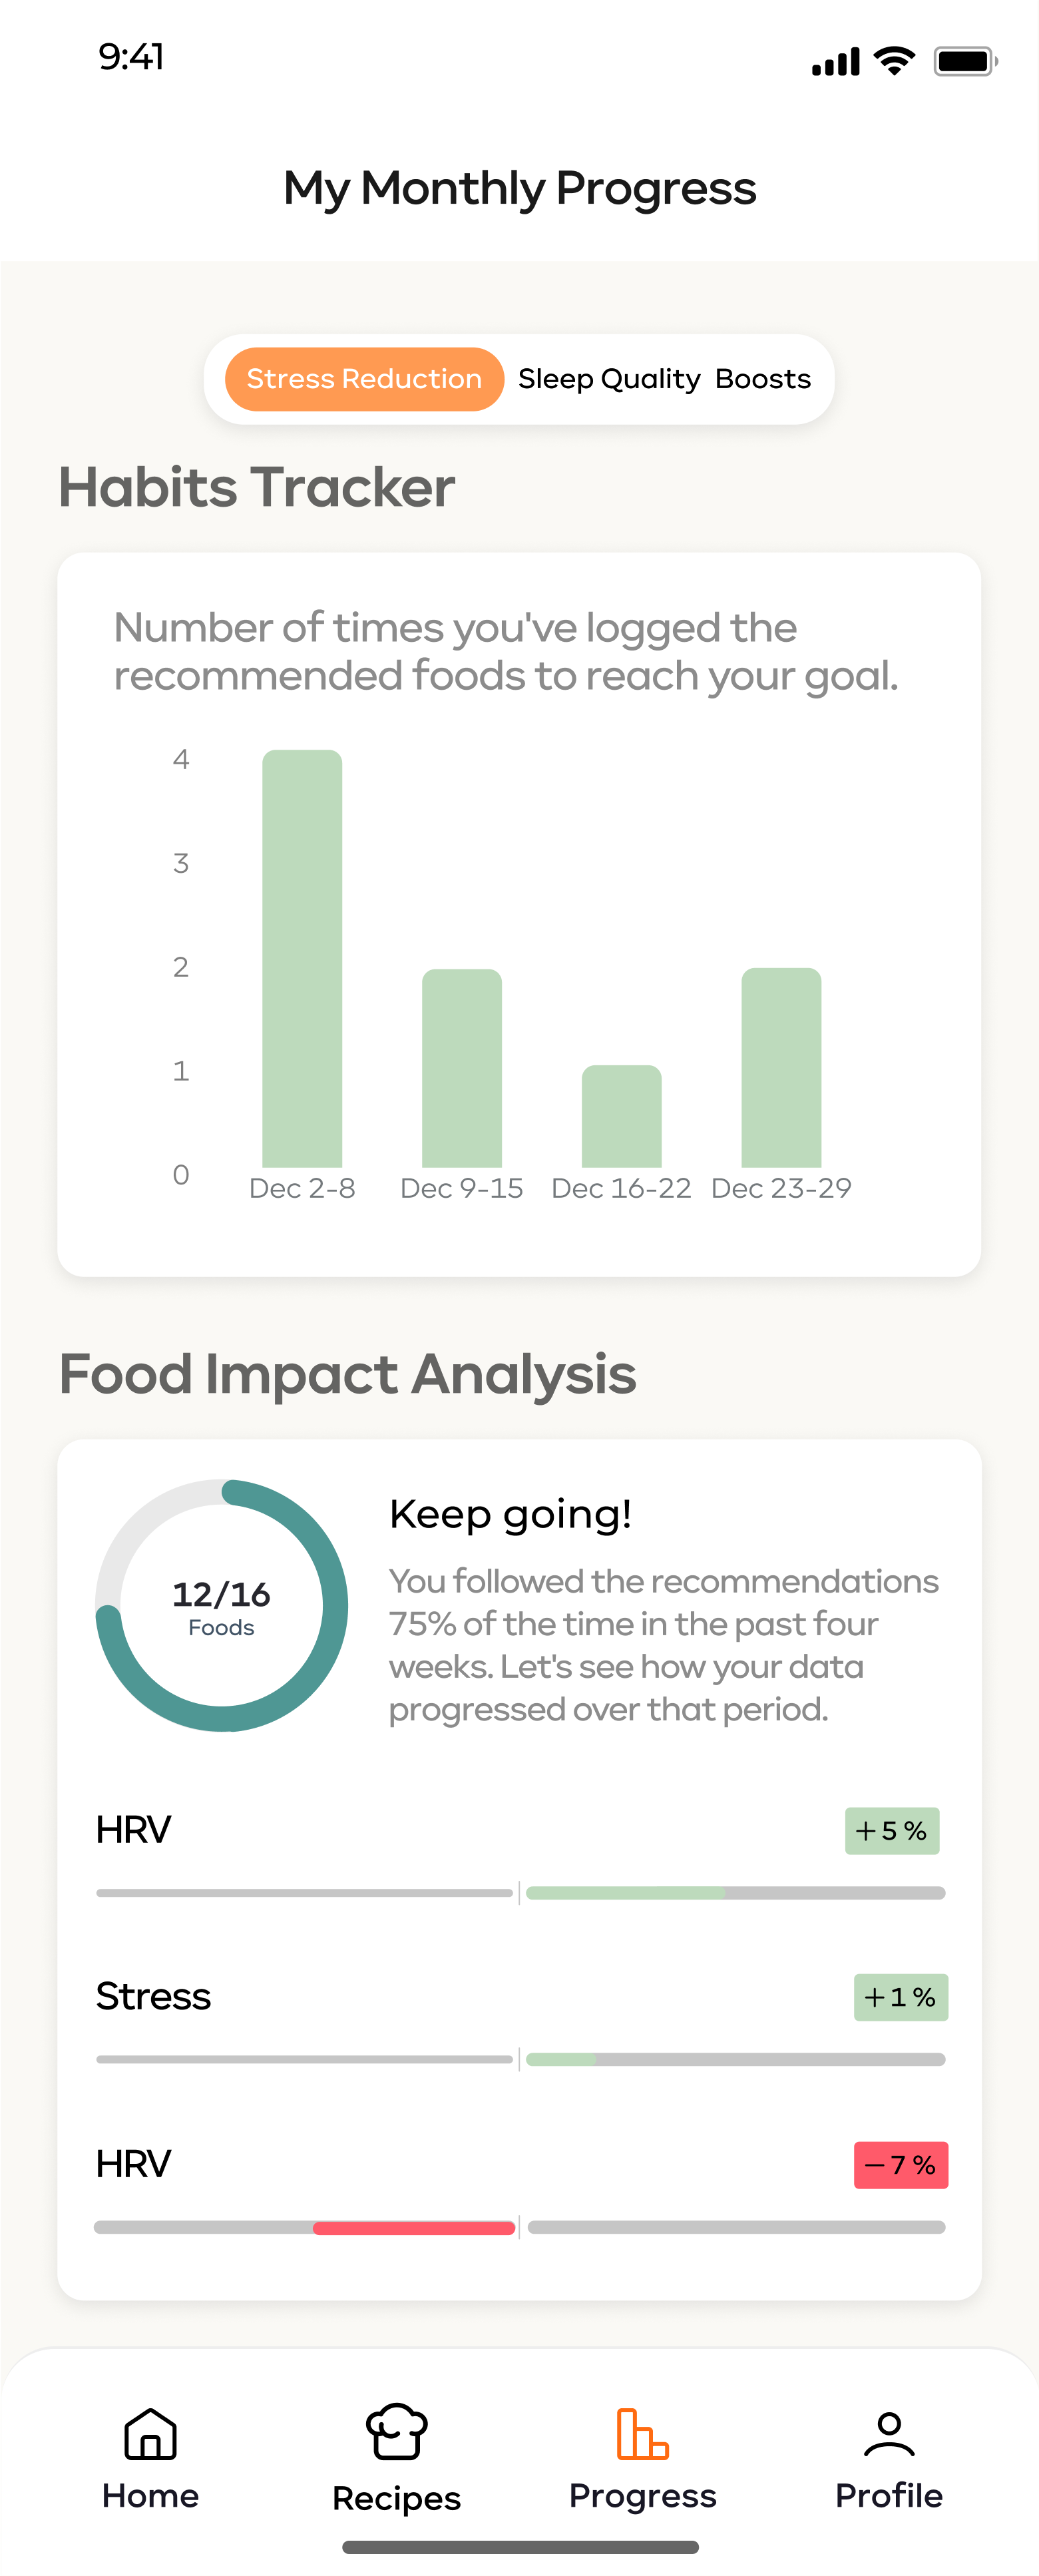 9:41
My Monthly Progress
Stress Reduction Sleep Quality Boosts
Habits Tracker
Number of times you've logged the
recommended foods to reach your goal.
4
3
2
1
0
Dec 2-8 Dec 9-15 Dec 16-22 Dec 23-29
Food Impact Analysis
12/16
Foods
Keep going!
You followed the recommendations
75% of the time in the past four
weeks. Let's see how your data
progressed over that period.
HRV +5 %
Stress +1 %
HRV −7 %
Home Recipes Progress Profile